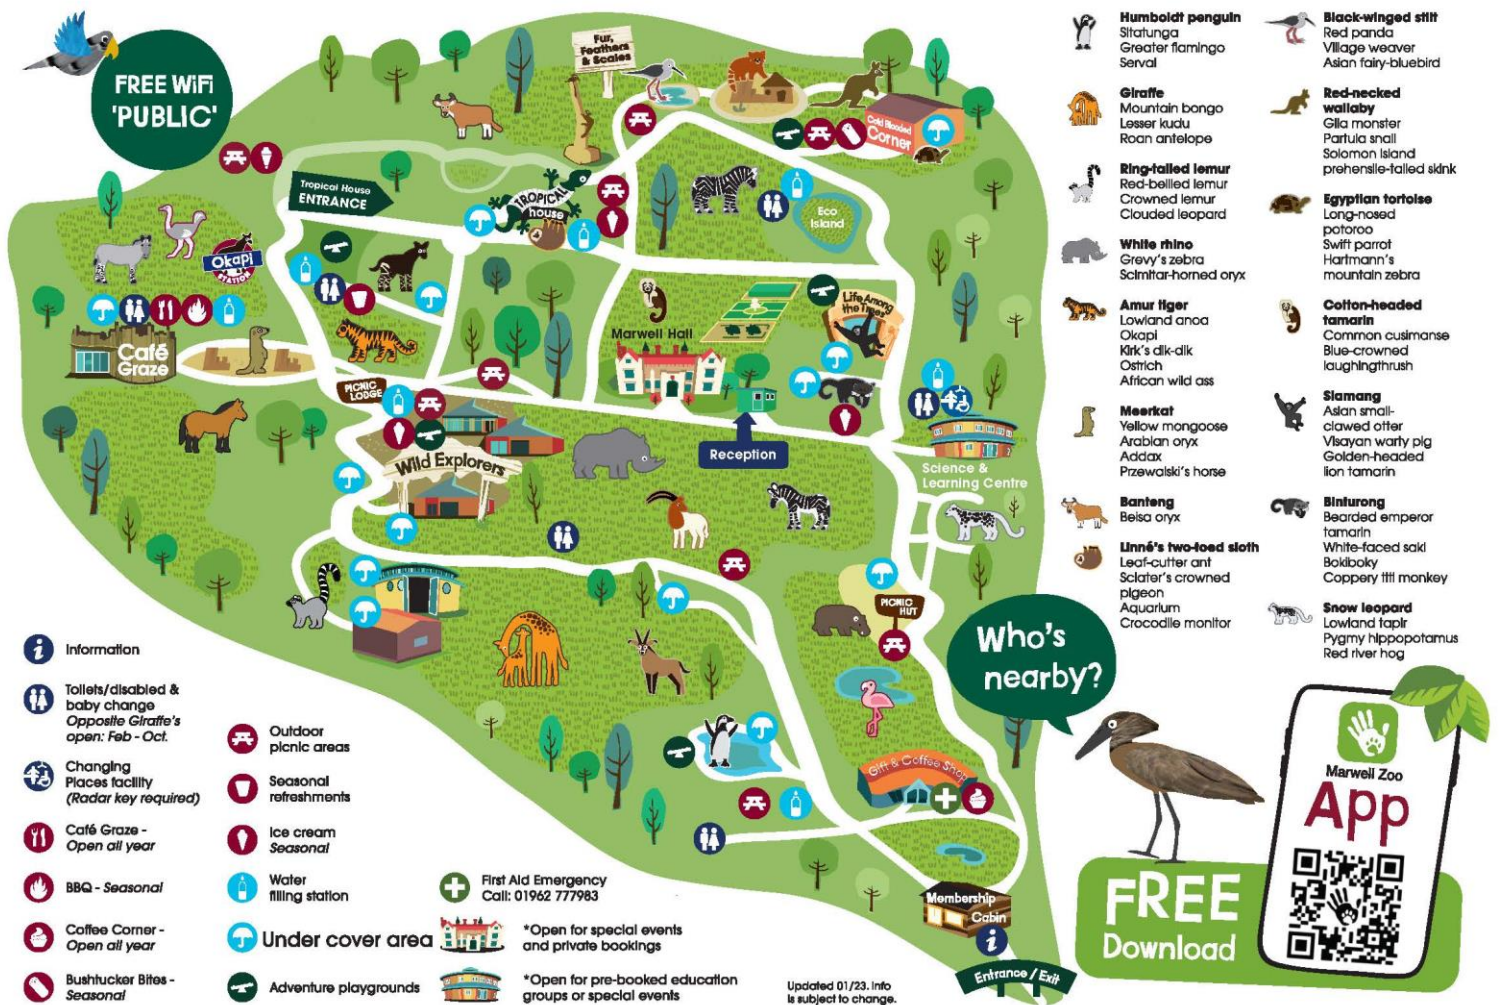 FREE WiFi
'PUBLIC'
Fur,
Feathers
& Scales
Cold Blooded
Corner
Tropical House
ENTRANCE
TROPICAL
house
Eco
Island
Okapi
STATION
Café
Graze
Marwell Hall
Life Among
the Trees
PICNIC
LODGE
Wild Explorers
Reception
Science &
Learning Centre
PICNIC
HUT
Gift & Coffee Shop
Membership
Cabin
Entrance / Exit
Who's
nearby?
Humboldt penguin
Sitatunga
Greater flamingo
Serval
Giraffe
Mountain bongo
Lesser kudu
Roan antelope
Ring-tailed lemur
Red-bellied lemur
Crowned lemur
Clouded leopard
White rhino
Grevy's zebra
Scimitar-horned oryx
Amur tiger
Lowland anoa
Okapi
Kirk's dik-dik
Ostrich
African wild ass
Meerkat
Yellow mongoose
Arabian oryx
Addax
Przewalski's horse
Banteng
Beisa oryx
Linné's two-toed sloth
Leaf-cutter ant
Sclater's crowned
pigeon
Aquarium
Crocodile monitor
Black-winged stilt
Red panda
Village weaver
Asian fairy-bluebird
Red-necked
wallaby
Gila monster
Partula snail
Solomon Island
prehensile-tailed skink
Egyptian tortoise
Long-nosed
potoroo
Swift parrot
Hartmann's
mountain zebra
Cotton-headed
tamarin
Common cusimanse
Blue-crowned
laughingthrush
Siamang
Asian small-
clawed otter
Visayan warty pig
Golden-headed
lion tamarin
Binturong
Bearded emperor
tamarin
White-faced saki
Bokiboky
Coppery titi monkey
Snow leopard
Lowland tapir
Pygmy hippopotamus
Red river hog
Information
Toilets/disabled &
baby change
Opposite Giraffe's
open: Feb - Oct.
Changing
Places facility
(Radar key required)
Café Graze -
Open all year
BBQ - Seasonal
Coffee Corner -
Open all year
Bushtucker Bites -
Seasonal
Outdoor
picnic areas
Seasonal
refreshments
Ice cream
Seasonal
Water
filling station
Under cover area
Adventure playgrounds
First Aid Emergency
Call: 01962 777983
*Open for special events
and private bookings
*Open for pre-booked education
groups or special events
Updated 01/23. Info
is subject to change.
Marwell Zoo
App
FREE
Download